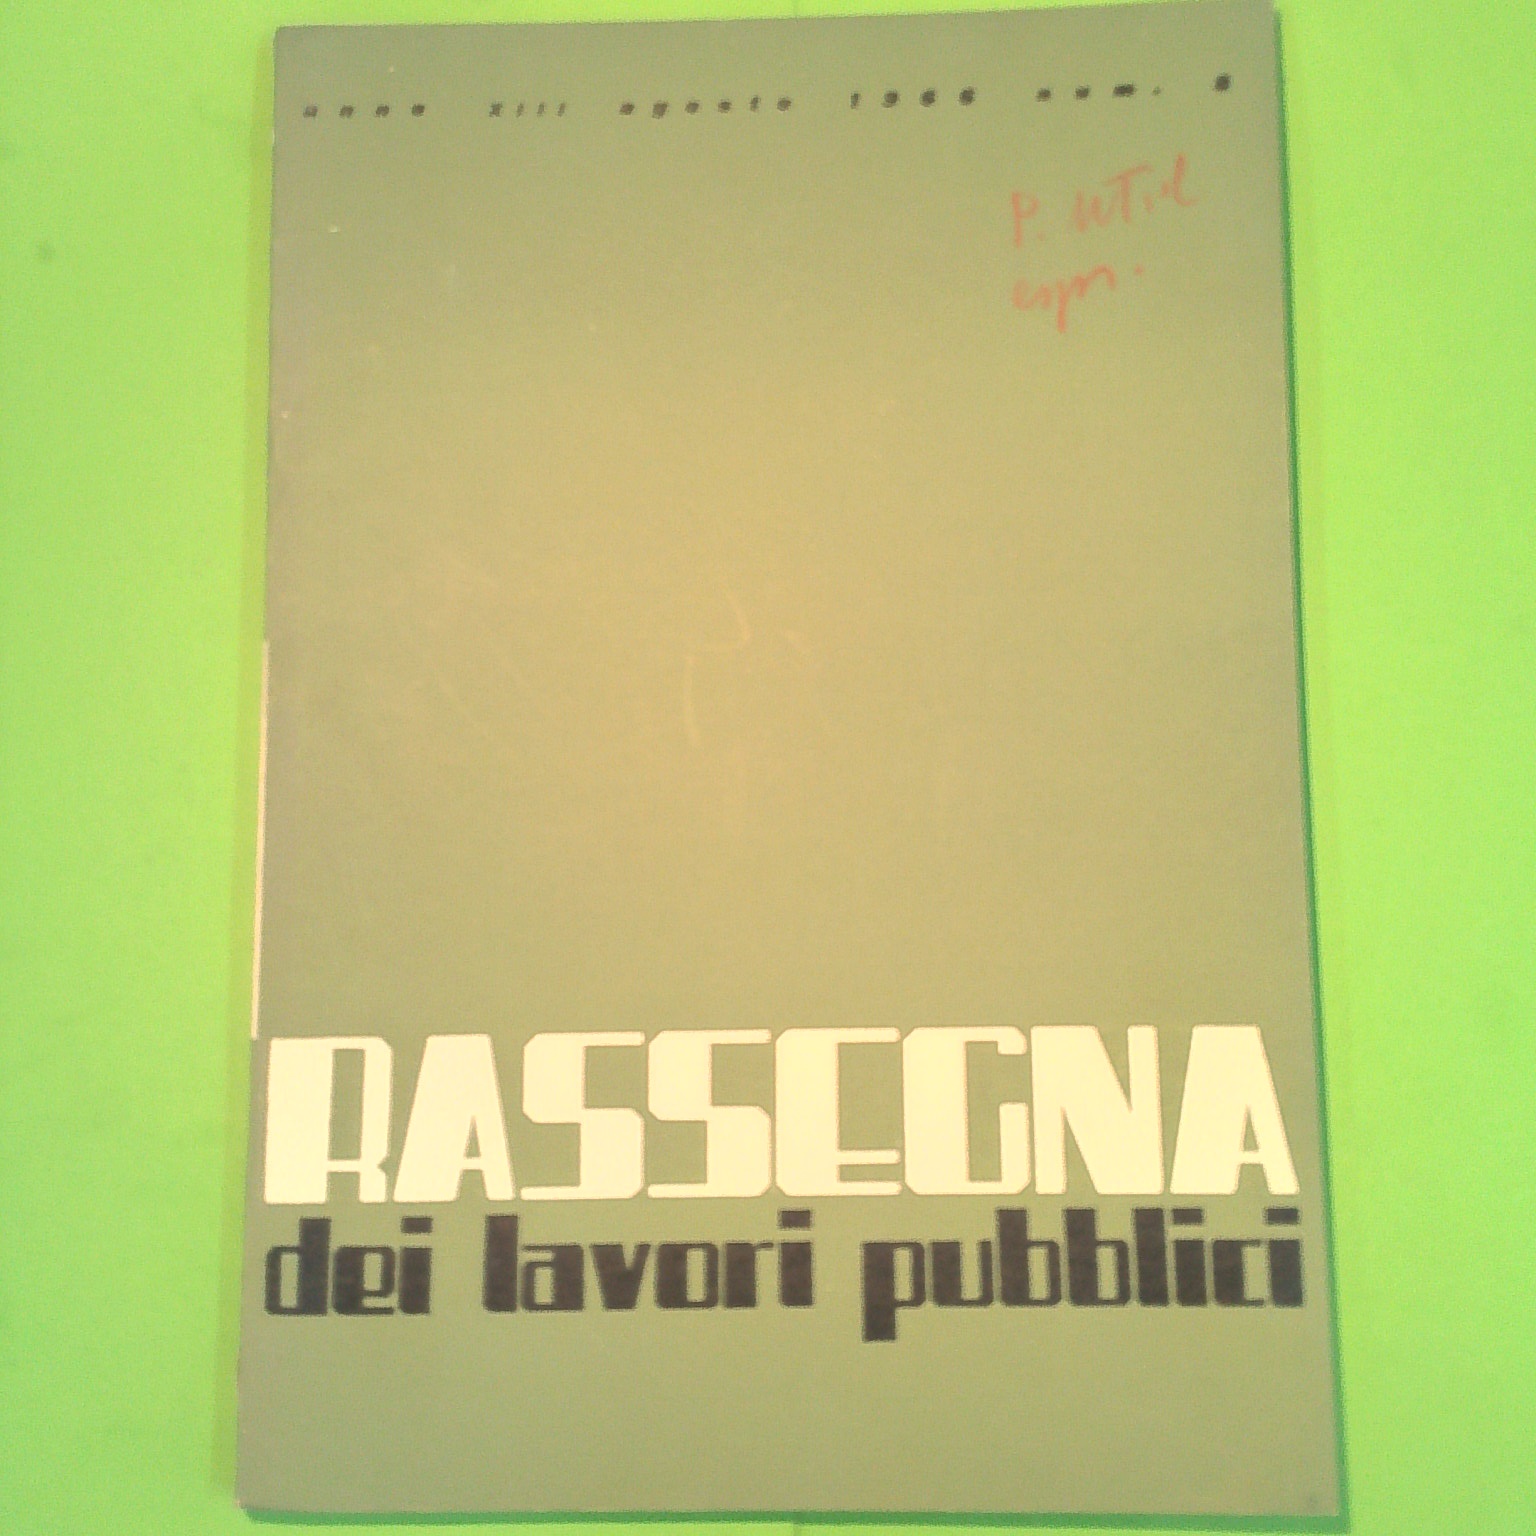 anno XIII agosto 1966 num. 8
RASSEGNA
dei lavori pubblici